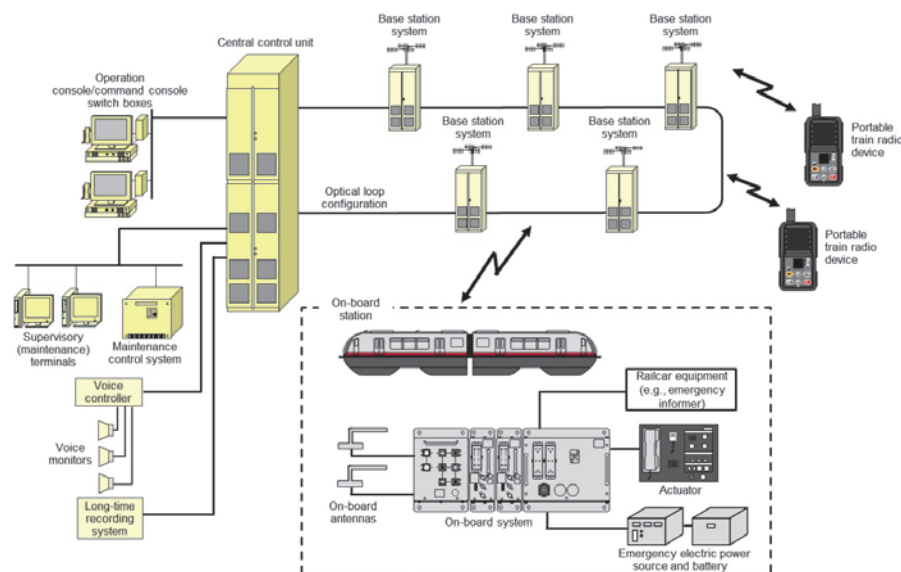 Central control unit
Base station
system
Base station
system
Base station
system
Operation
console/command console
switch boxes
Base station
system
Base station
system
Portable
train radio
device
Optical loop
configuration
Portable
train radio
device
Supervisory
(maintenance)
terminals
Maintenance
control system
On-board
station
Voice
controller
Railcar equipment
(e.g., emergency
informer)
Voice
monitors
Actuator
Long-time
recording
system
On-board
antennas
On-board system
Emergency electric power
source and battery